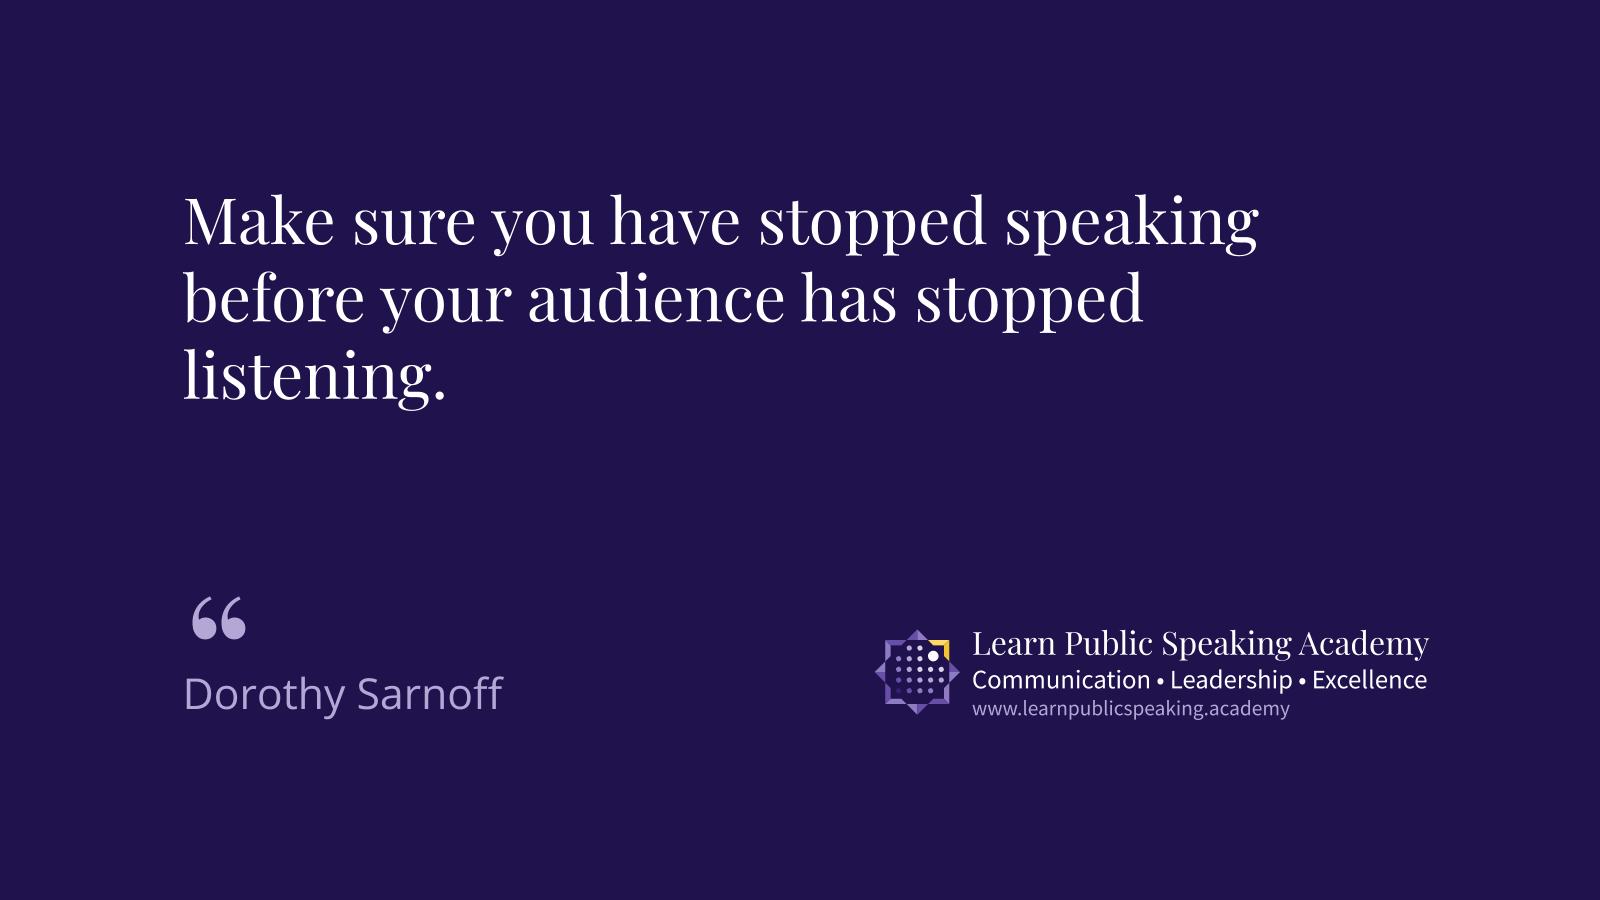 Make sure you have stopped speaking
before your audience has stopped
listening.
“
Dorothy Sarnoff
Learn Public Speaking Academy
Communication • Leadership • Excellence
www.learnpublicspeaking.academy